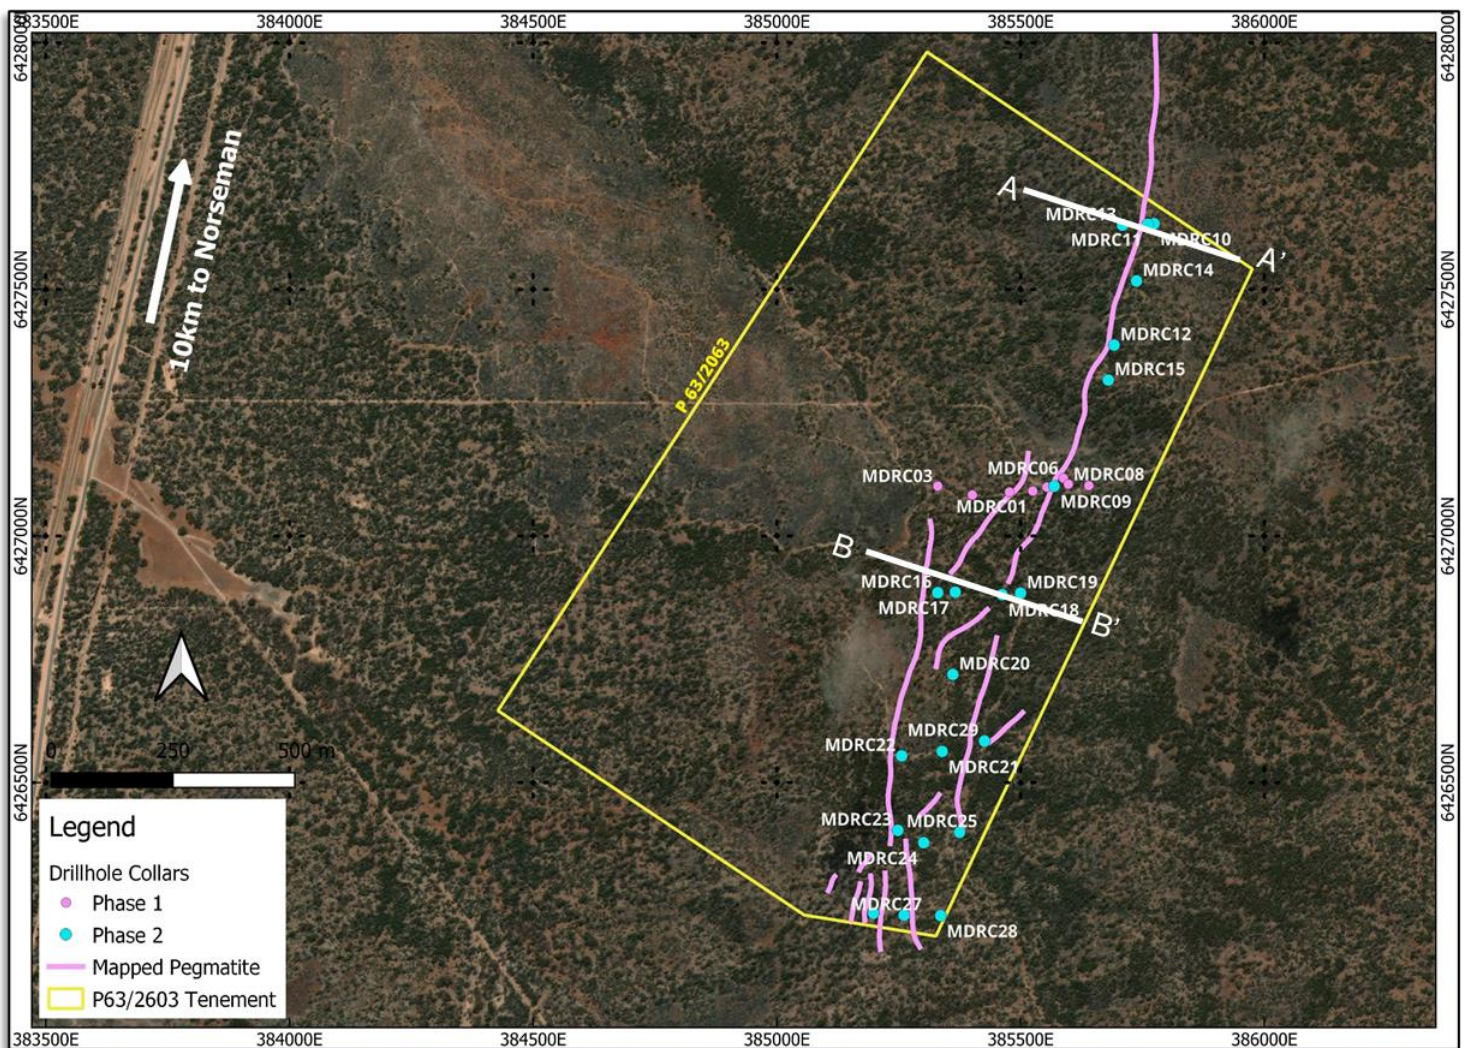 383500E
384000E
384500E
385000E
385500E
386000E
6428000N
6428000N
10km to Norseman
A
MDRC13
MDRC11
MDRC10
A'
MDRC14
6427500N
6427500N
MDRC12
P 63/2063
MDRC15
MDRC03
MDRC06
MDRC08
MDRC01
MDRC09
6427000N
6427000N
B
MDRC16
MDRC19
MDRC17
MDRC18
B'
MDRC20
MDRC29
MDRC22
MDRC21
0 250 500 m
6426500N
6426500N
MDRC23
MDRC25
MDRC24
MDRC27
MDRC28
Legend
Drillhole Collars
Phase 1
Phase 2
Mapped Pegmatite
P63/2603 Tenement
383500E
384000E
384500E
385000E
385500E
386000E